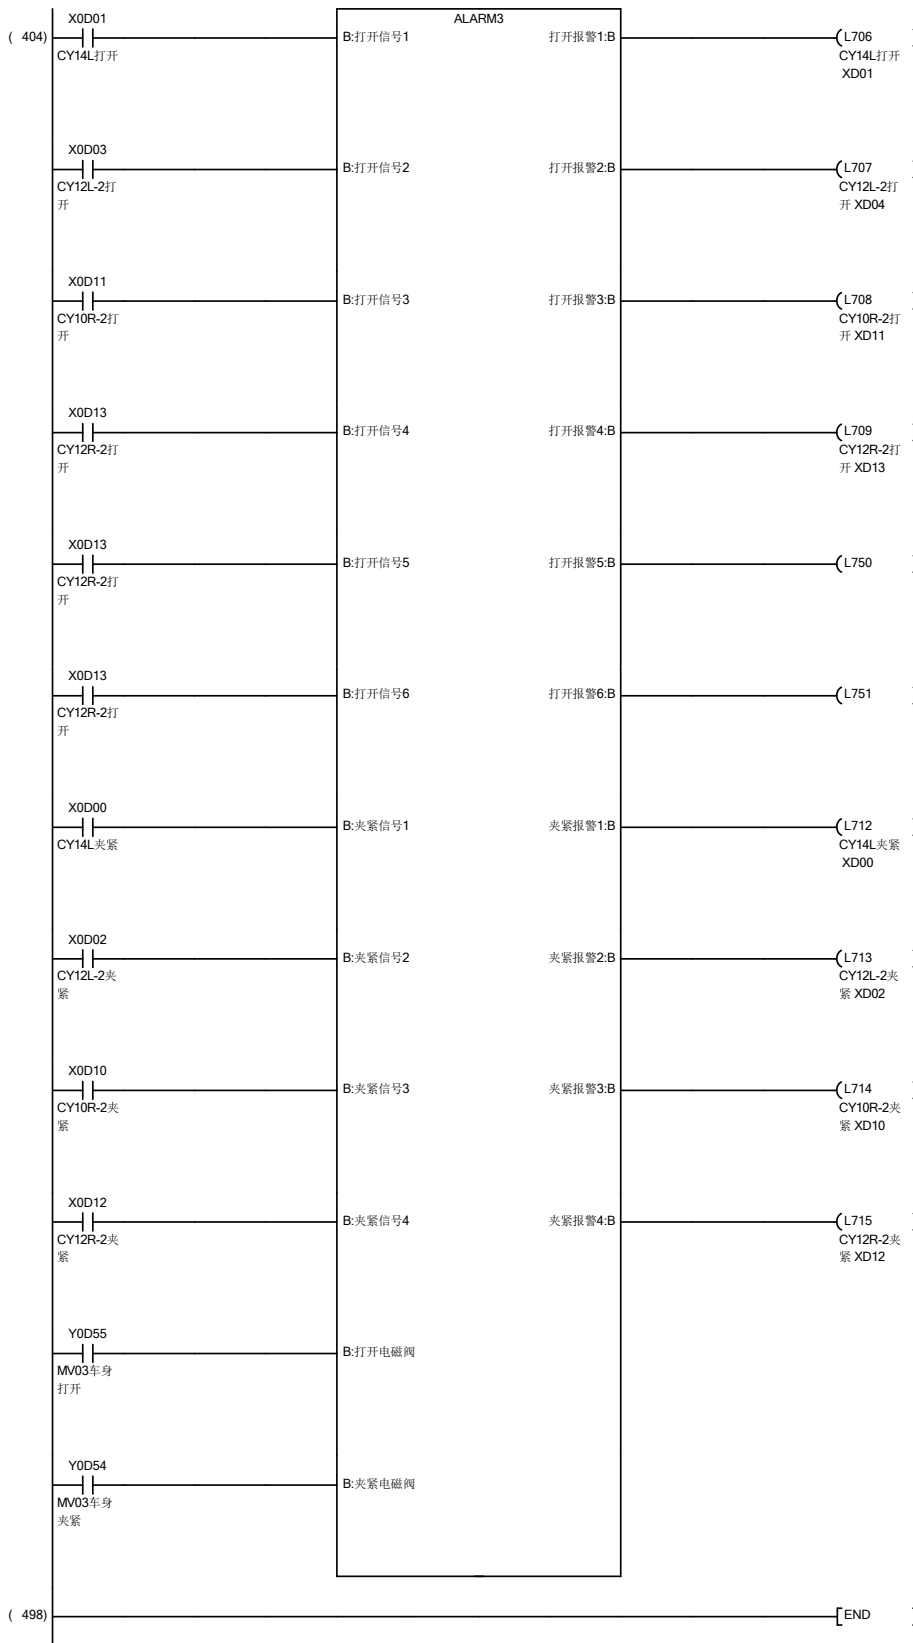 X0D01
ALARM3
( 404)
B:打开信号1
打开报警1:B
L706
CY14L打开
CY14L打开
XD01
X0D03
B:打开信号2
打开报警2:B
L707
CY12L-2打
开
CY12L-2打
开 XD04
X0D11
B:打开信号3
打开报警3:B
L708
CY10R-2打
开
CY10R-2打
开 XD11
X0D13
B:打开信号4
打开报警4:B
L709
CY12R-2打
开
CY12R-2打
开 XD13
X0D13
B:打开信号5
打开报警5:B
L750
CY12R-2打
开
X0D13
B:打开信号6
打开报警6:B
L751
CY12R-2打
开
X0D00
B:夹紧信号1
夹紧报警1:B
L712
CY14L夹紧
CY14L夹紧
XD00
X0D02
B:夹紧信号2
夹紧报警2:B
L713
CY12L-2夹
紧
CY12L-2夹
紧 XD02
X0D10
B:夹紧信号3
夹紧报警3:B
L714
CY10R-2夹
紧
CY10R-2夹
紧 XD10
X0D12
B:夹紧信号4
夹紧报警4:B
L715
CY12R-2夹
紧
CY12R-2夹
紧 XD12
Y0D55
B:打开电磁阀
MV03车身
打开
Y0D54
B:夹紧电磁阀
MV03车身
夹紧
( 498)
END